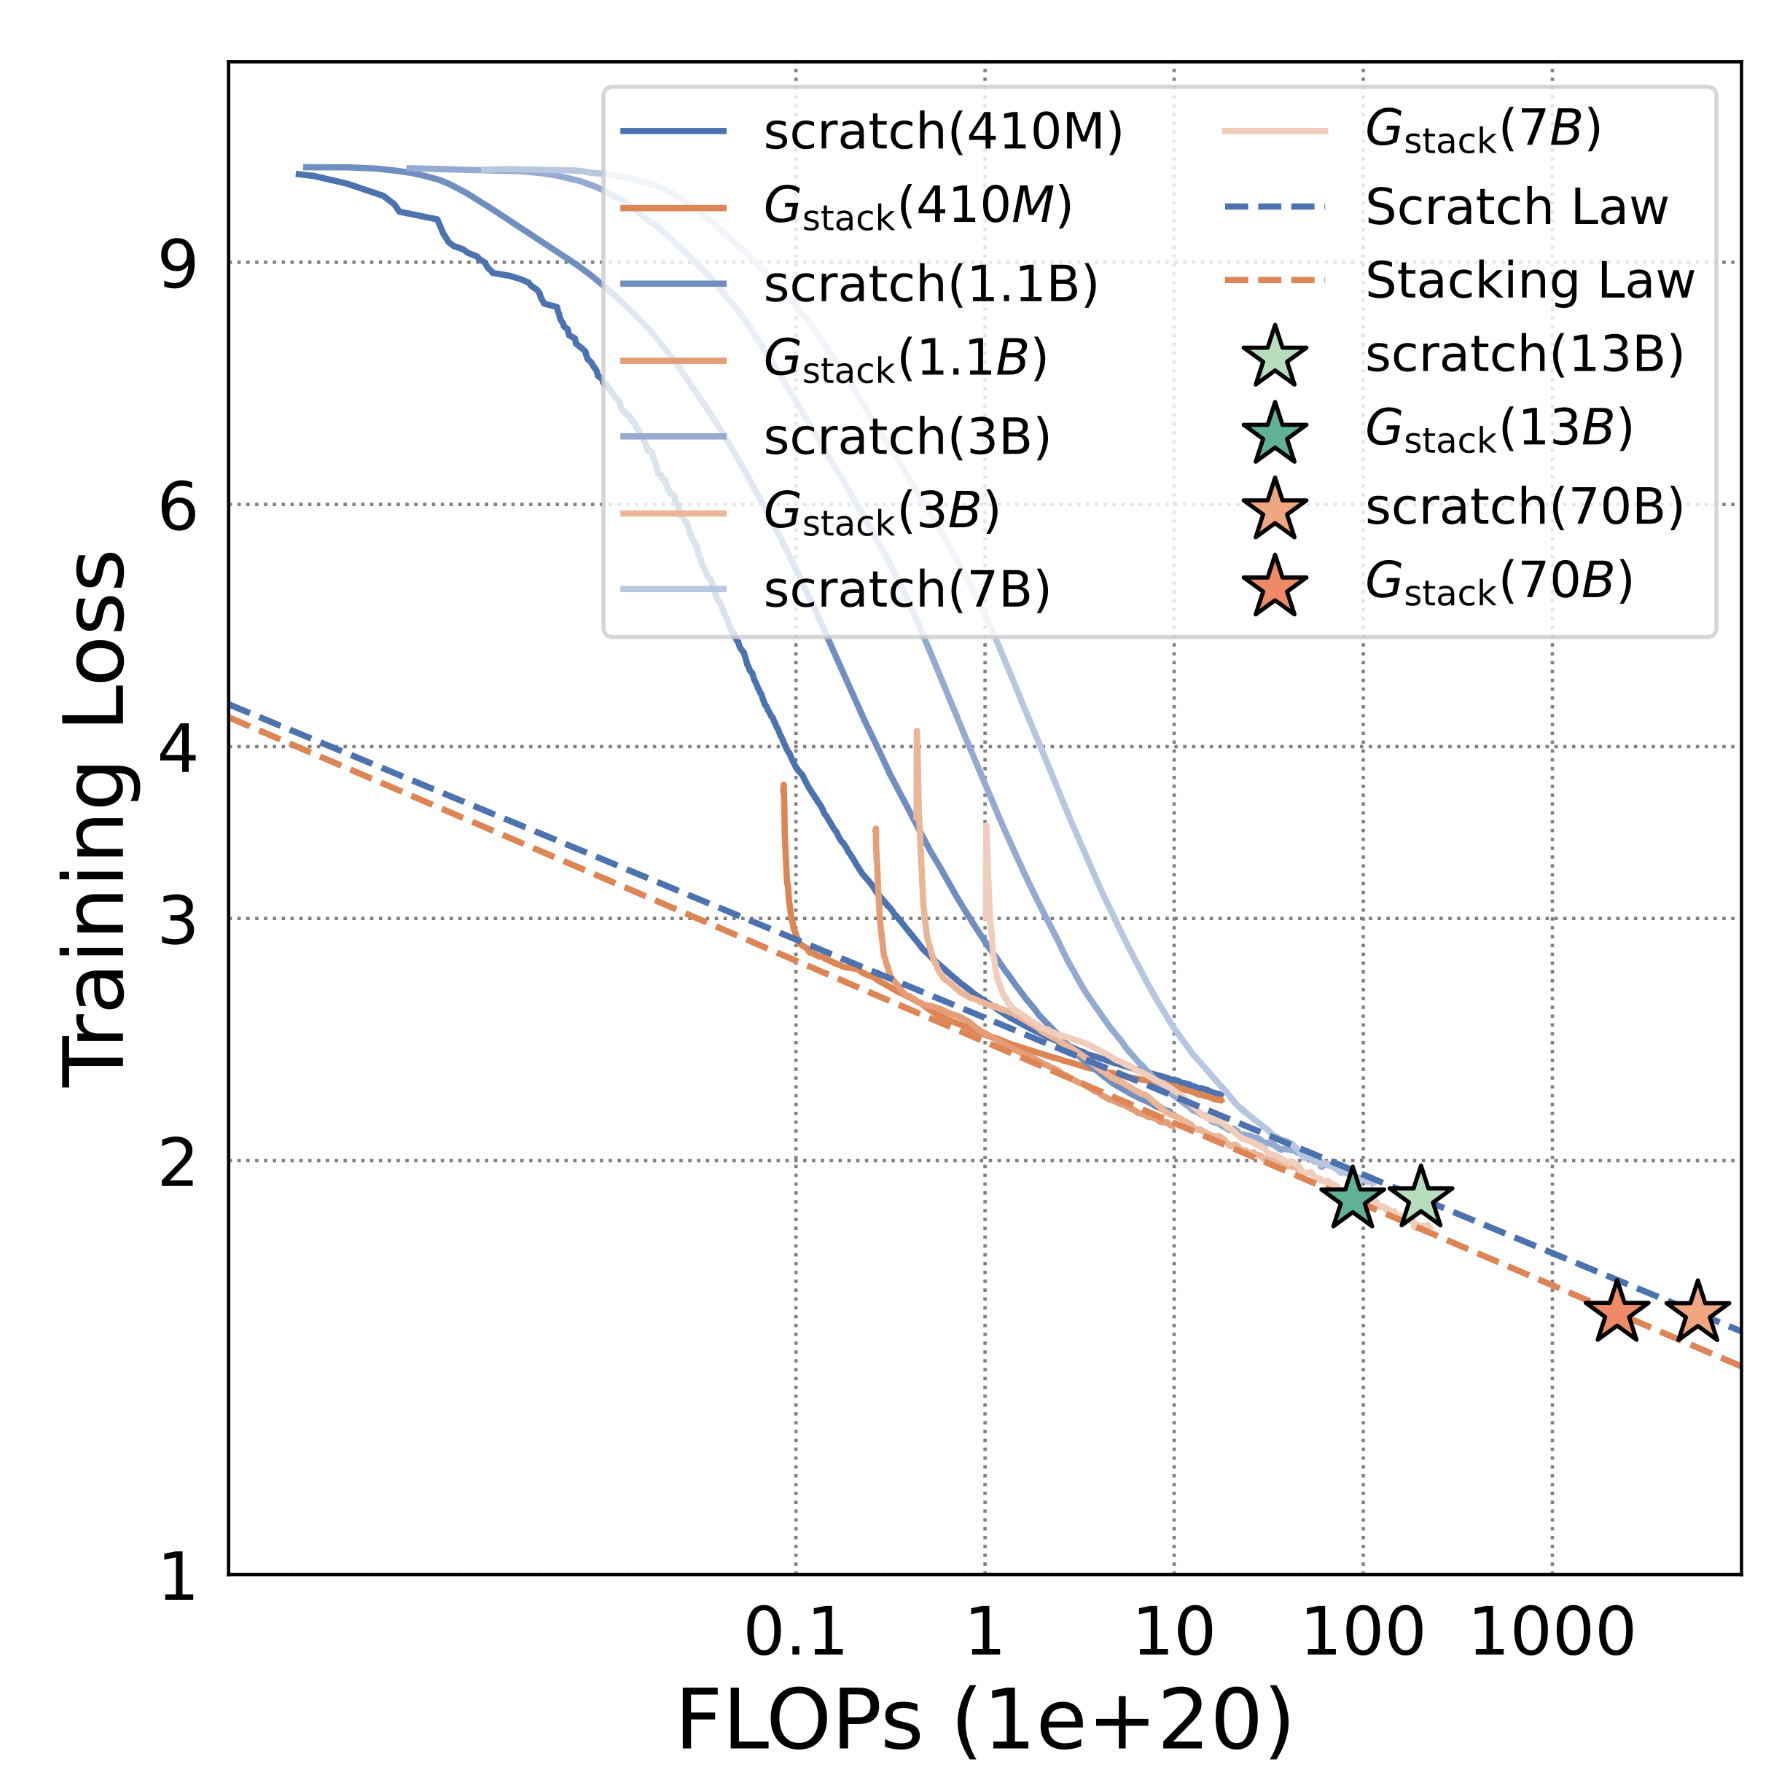 scratch(410M)
Gstack(410M)
scratch(1.1B)
Gstack(1.1B)
scratch(3B)
Gstack(3B)
scratch(7B)
Gstack(7B)
Scratch Law
Stacking Law
scratch(13B)
Gstack(13B)
scratch(70B)
Gstack(70B)
Training Loss
9
6
4
3
2
1
0.1 1 10 100 1000
FLOPs (1e+20)